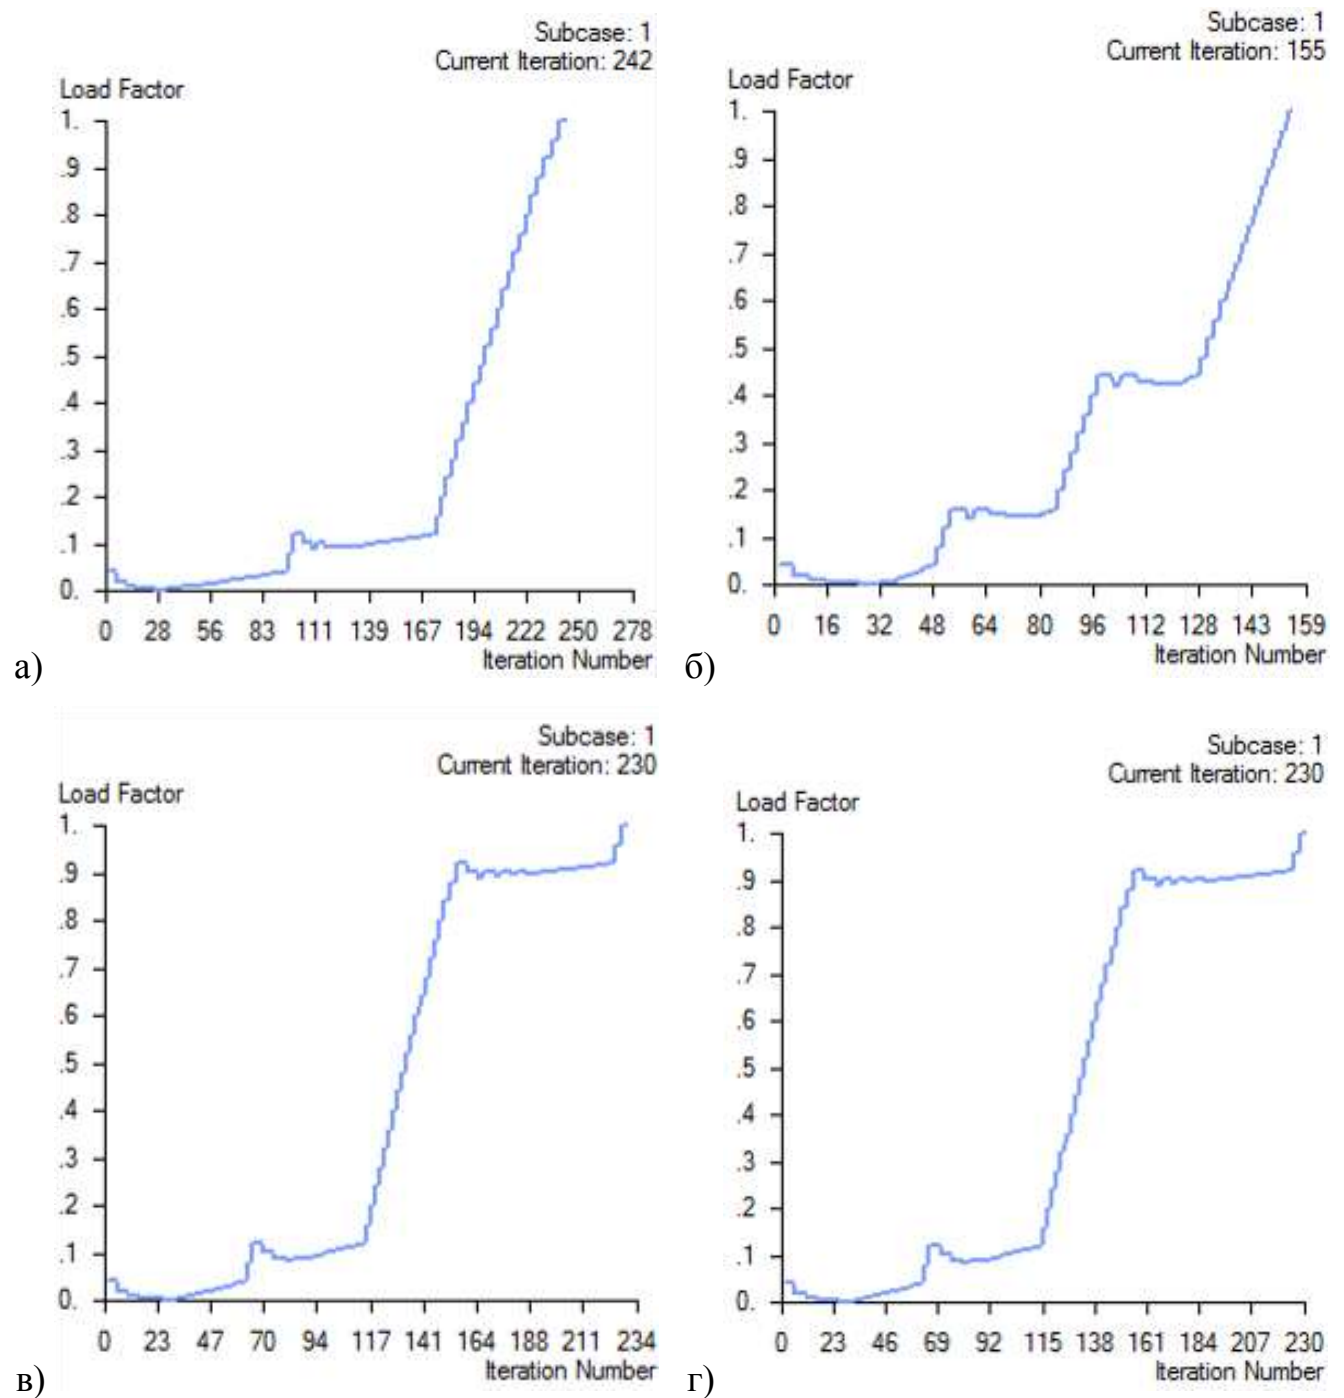 Subcase: 1
Current Iteration: 242
Load Factor
1.
.9
.8
.7
.6
.5
.4
.3
.2
.1
0.
0 28 56 83 111 139 167 194 222 250 278
Iteration Number
а)
Subcase: 1
Current Iteration: 155
Load Factor
1.
.9
.8
.7
.6
.5
.4
.3
.2
.1
0.
0 16 32 48 64 80 96 112 128 143 159
Iteration Number
б)
Subcase: 1
Current Iteration: 230
Load Factor
1.
.9
.8
.7
.6
.5
.4
.3
.2
.1
0.
0 23 47 70 94 117 141 164 188 211 234
Iteration Number
в)
Subcase: 1
Current Iteration: 230
Load Factor
1.
.9
.8
.7
.6
.5
.4
.3
.2
.1
0.
0 23 46 69 92 115 138 161 184 207 230
Iteration Number
г)